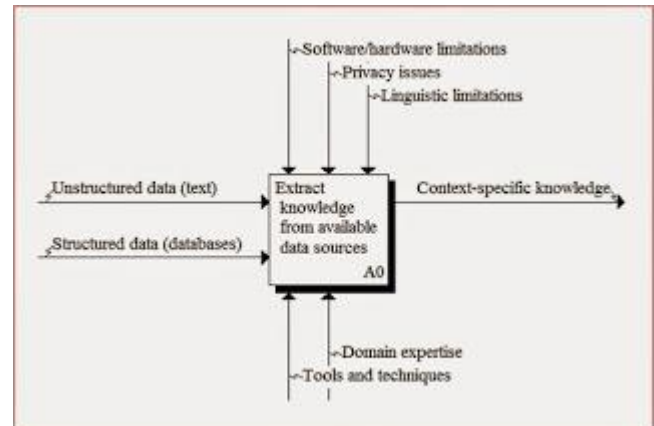 Software/hardware limitations
Privacy issues
Linguistic limitations
Unstructured data (text)
Structured data (databases)
Extract
knowledge
from available
data sources
A0
Context-specific knowledge
Domain expertise
Tools and techniques